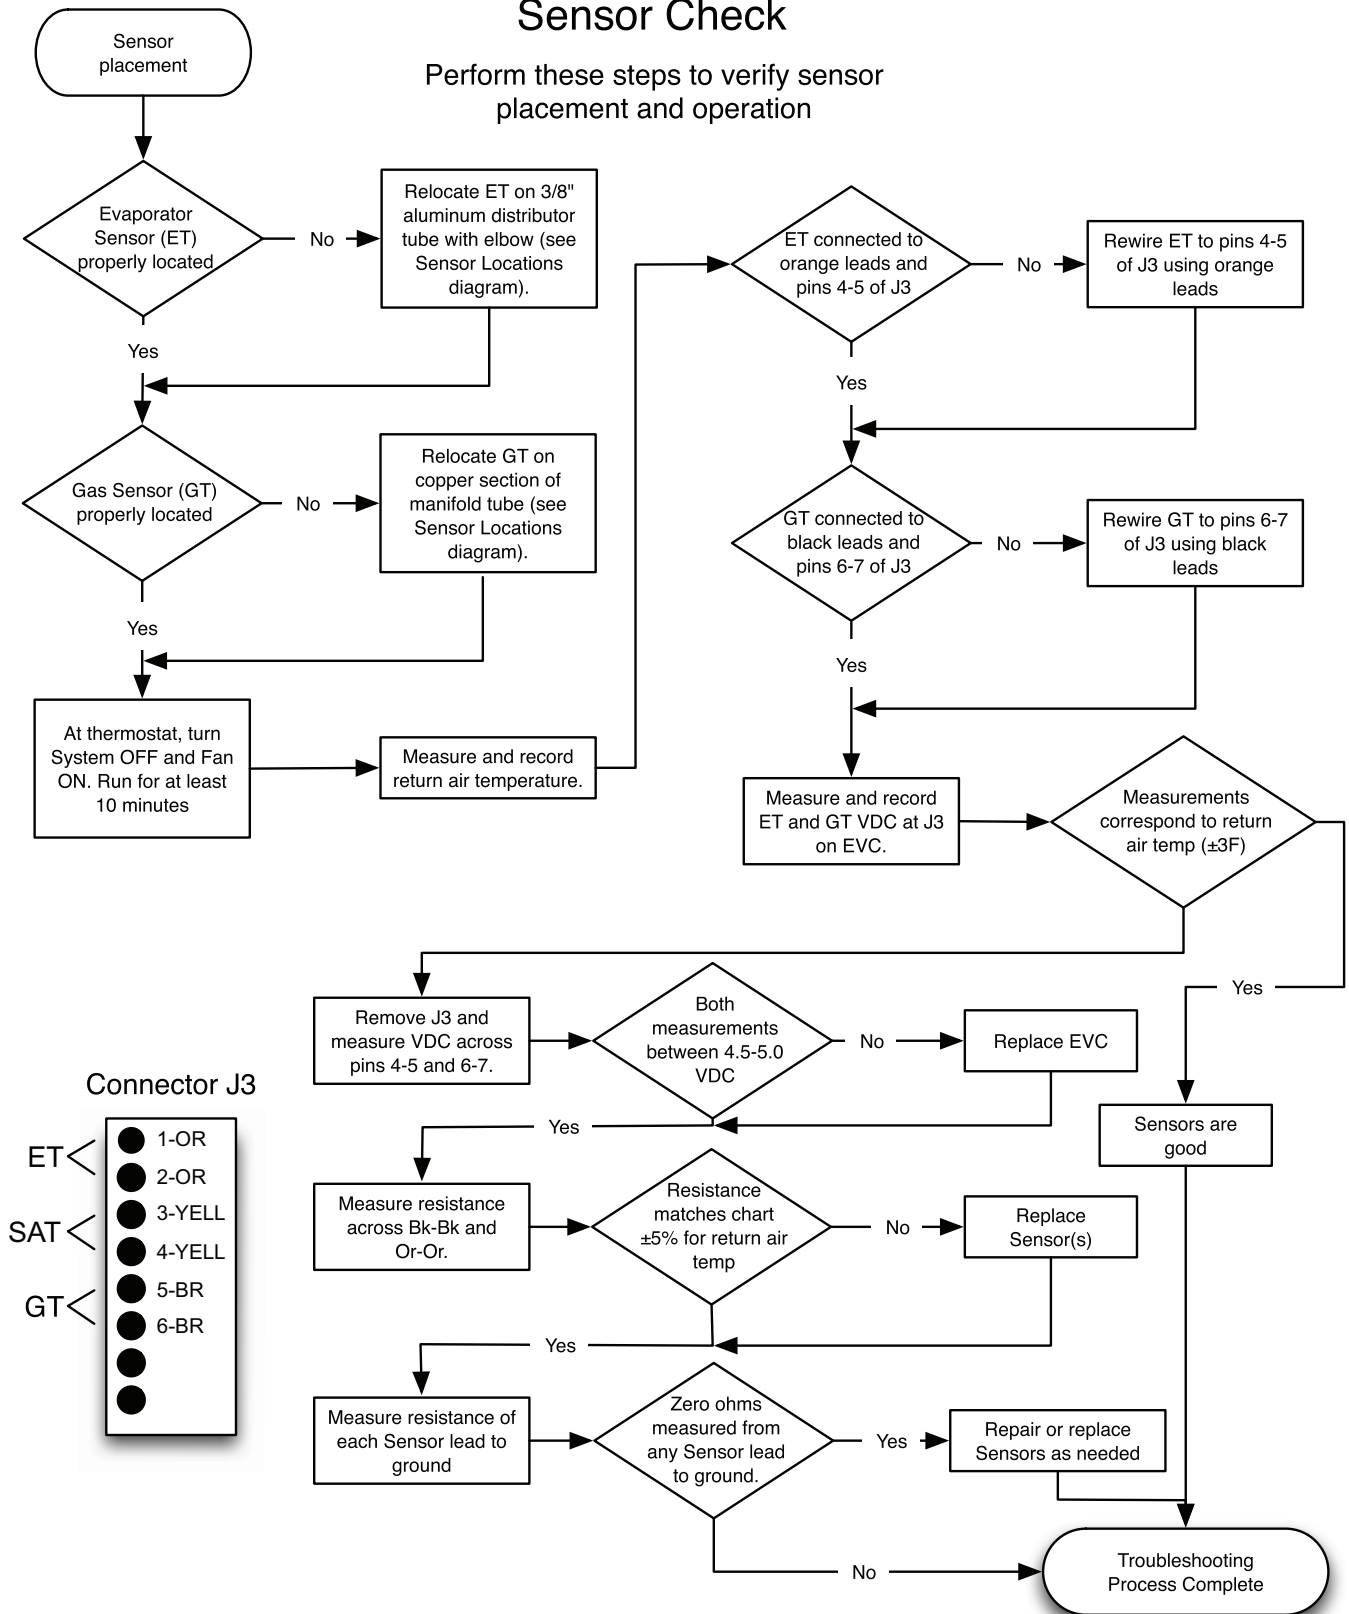 Sensor Check
Perform these steps to verify sensor
placement and operation
Sensor
placement
Evaporator
Sensor (ET)
properly located
No
Relocate ET on 3/8"
aluminum distributor
tube with elbow (see
Sensor Locations
diagram).
Yes
Gas Sensor (GT)
properly located
No
Relocate GT on
copper section of
manifold tube (see
Sensor Locations
diagram).
Yes
At thermostat, turn
System OFF and Fan
ON. Run for at least
10 minutes
Measure and record
return air temperature.
ET connected to
orange leads and
pins 4-5 of J3
No
Rewire ET to pins 4-5
of J3 using orange
leads
Yes
GT connected to
black leads and
pins 6-7 of J3
No
Rewire GT to pins 6-7
of J3 using black
leads
Yes
Measure and record
ET and GT VDC at J3
on EVC.
Measurements
correspond to return
air temp (±3F)
Yes
Sensors are
good
Remove J3 and
measure VDC across
pins 4-5 and 6-7.
Both
measurements
between 4.5-5.0
VDC
No
Replace EVC
Yes
Measure resistance
across Bk-Bk and
Or-Or.
Resistance
matches chart
±5% for return air
temp
No
Replace
Sensor(s)
Yes
Measure resistance of
each Sensor lead to
ground
Zero ohms
measured from
any Sensor lead
to ground.
Yes
Repair or replace
Sensors as needed
No
Troubleshooting
Process Complete
Connector J3
ET
1-OR
2-OR
SAT
3-YELL
4-YELL
GT
5-BR
6-BR